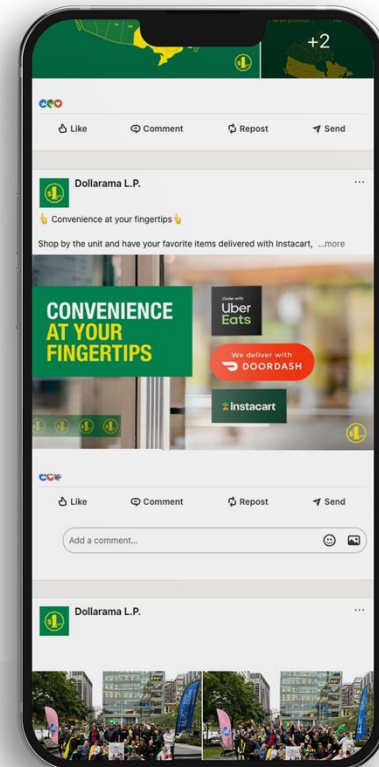 +2
Like
Comment
Repost
Send
Dollarama L.P.
...
👆 Convenience at your fingertips👆
Shop by the unit and have your favorite items delivered with Instacart, ...more
CONVENIENCE
AT YOUR
FINGERTIPS
Order with
Uber
Eats
We deliver with
DOORDASH
Instacart
Like
Comment
Repost
Send
Add a comment...
Dollarama L.P.
...